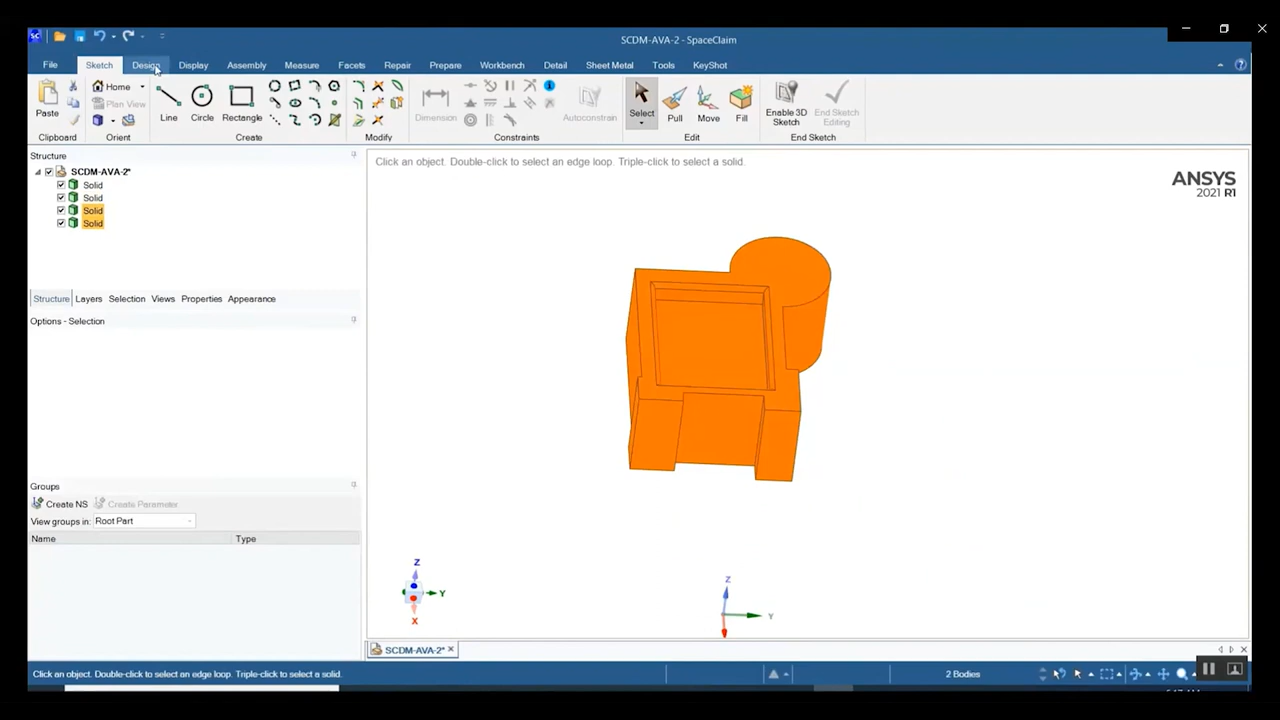 SCDM-AVA-2 - SpaceClaim
File Sketch Design Display Assembly Measure Facets Repair Prepare Workbench Detail Sheet Metal Tools KeyShot
Paste
Clipboard
Home
Plan View
Orient
Line Circle Rectangle
Create
Modify
Dimension
Autoconstrain
Constraints
Select Pull Move Fill
Edit
Enable 3D Sketch
End Sketch Editing
End Sketch
Structure
SCDM-AVA-2*
Solid
Solid
Solid
Solid
Structure Layers Selection Views Properties Appearance
Options - Selection
Groups
Create NS Create Parameter
View groups in: Root Part
Name Type
Click an object. Double-click to select an edge loop. Triple-click to select a solid.
ANSYS
2021 R1
Z
Y
X
Z
Y
SCDM-AVA-2*
Click an object. Double-click to select an edge loop. Triple-click to select a solid.
2 Bodies